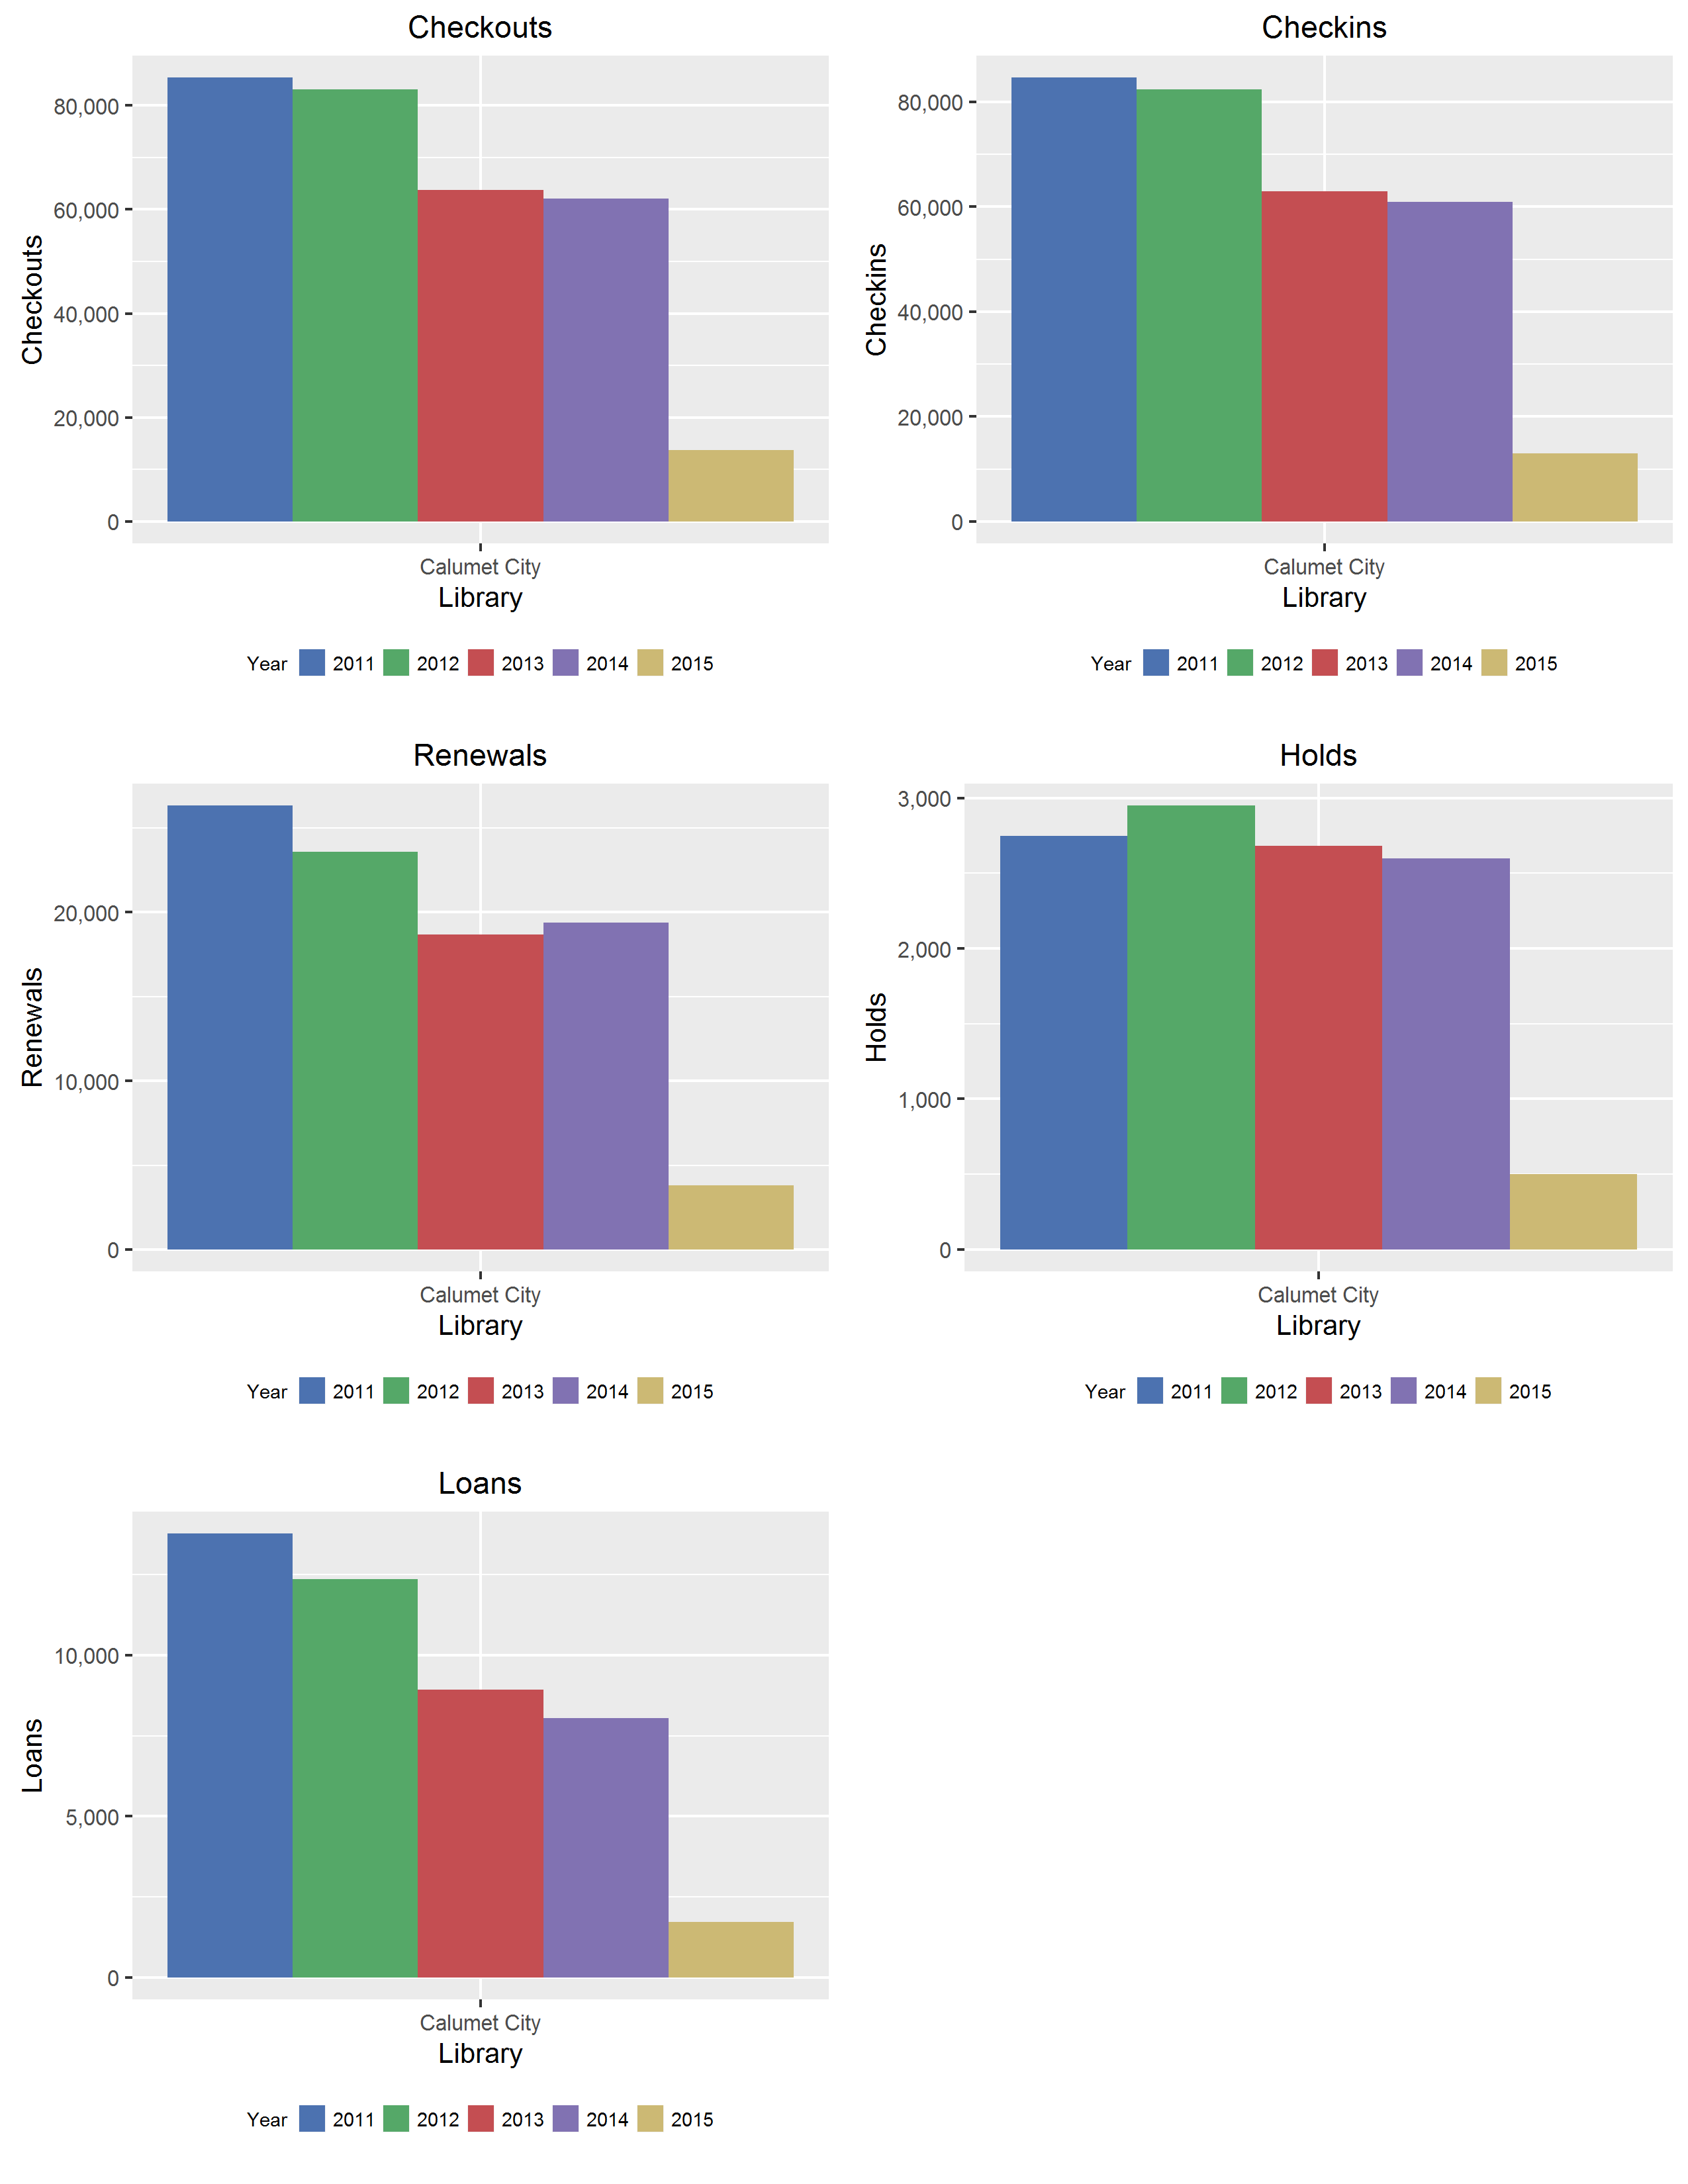 Checkouts
Checkouts
80,000
60,000
40,000
20,000
0
Calumet City
Library
Year 2011 2012 2013 2014 2015
Checkins
Checkins
80,000
60,000
40,000
20,000
0
Calumet City
Library
Year 2011 2012 2013 2014 2015
Renewals
Renewals
20,000
10,000
0
Calumet City
Library
Year 2011 2012 2013 2014 2015
Holds
Holds
3,000
2,000
1,000
0
Calumet City
Library
Year 2011 2012 2013 2014 2015
Loans
Loans
10,000
5,000
0
Calumet City
Library
Year 2011 2012 2013 2014 2015